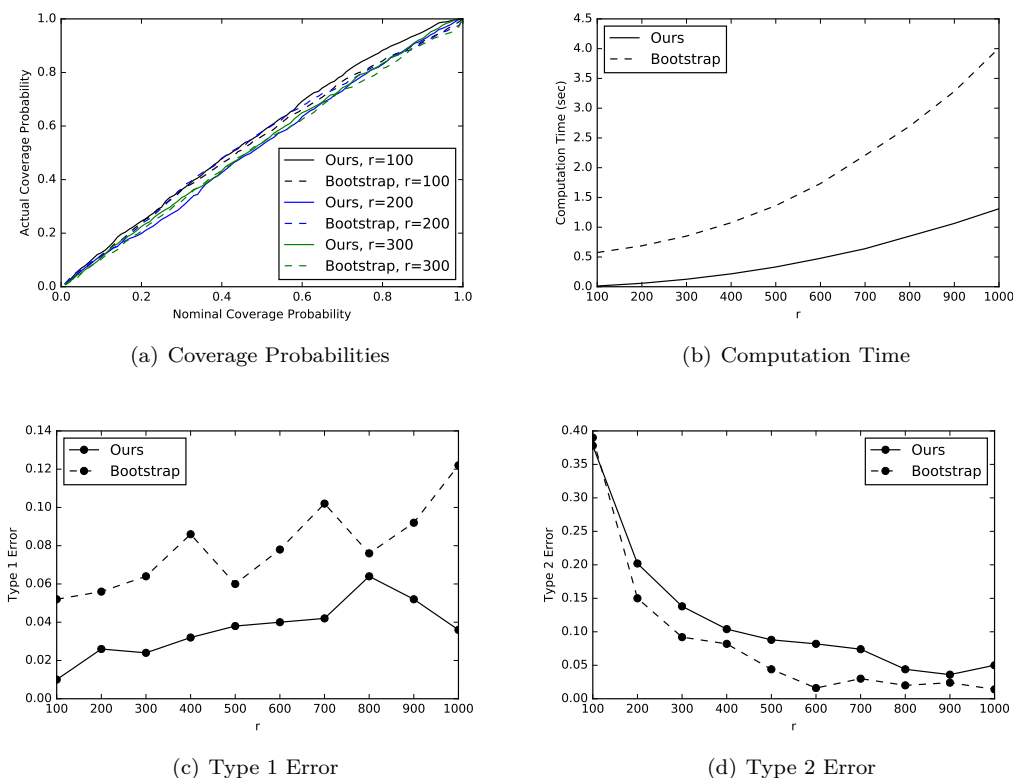 1.0
0.8
0.6
0.4
0.2
0.0
0.0 0.2 0.4 0.6 0.8 1.0
Actual Coverage Probability
Nominal Coverage Probability
Ours, r=100
Bootstrap, r=100
Ours, r=200
Bootstrap, r=200
Ours, r=300
Bootstrap, r=300
(a) Coverage Probabilities
4.5
4.0
3.5
3.0
2.5
2.0
1.5
1.0
0.5
0.0
100 200 300 400 500 600 700 800 900 1000
Computation Time (sec)
r
Ours
Bootstrap
(b) Computation Time
0.14
0.12
0.10
0.08
0.06
0.04
0.02
0.00
100 200 300 400 500 600 700 800 900 1000
Type 1 Error
r
Ours
Bootstrap
(c) Type 1 Error
0.40
0.35
0.30
0.25
0.20
0.15
0.10
0.05
0.00
100 200 300 400 500 600 700 800 900 1000
Type 2 Error
r
Ours
Bootstrap
(d) Type 2 Error